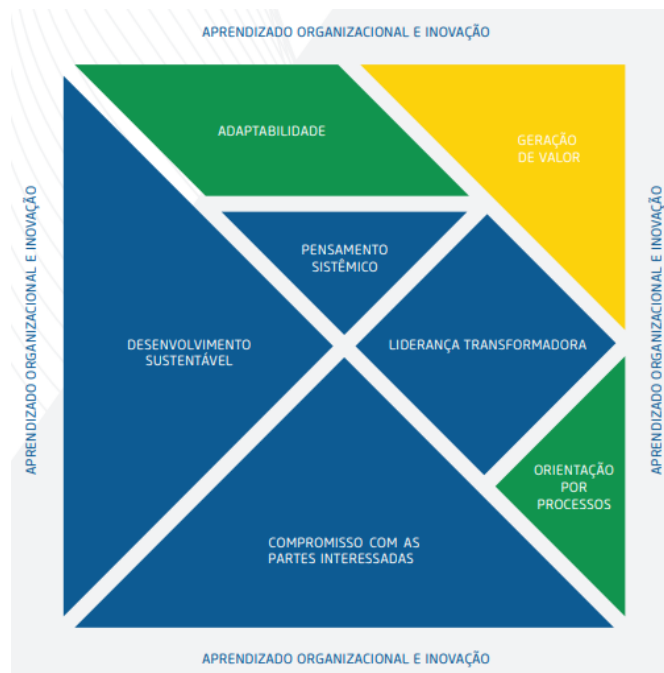 APRENDIZADO ORGANIZACIONAL E INOVAÇÃO
ADAPTABILIDADE
GERAÇÃO
DE VALOR
APRENDIZADO ORGANIZACIONAL E INOVAÇÃO
PENSAMENTO
SISTÊMICO
DESENVOLVIMENTO
SUSTENTÁVEL
LIDERANÇA TRANSFORMADORA
APRENDIZADO ORGANIZACIONAL E INOVAÇÃO
ORIENTAÇÃO
POR
PROCESSOS
COMPROMISSO COM AS
PARTES INTERESSADAS
APRENDIZADO ORGANIZACIONAL E INOVAÇÃO